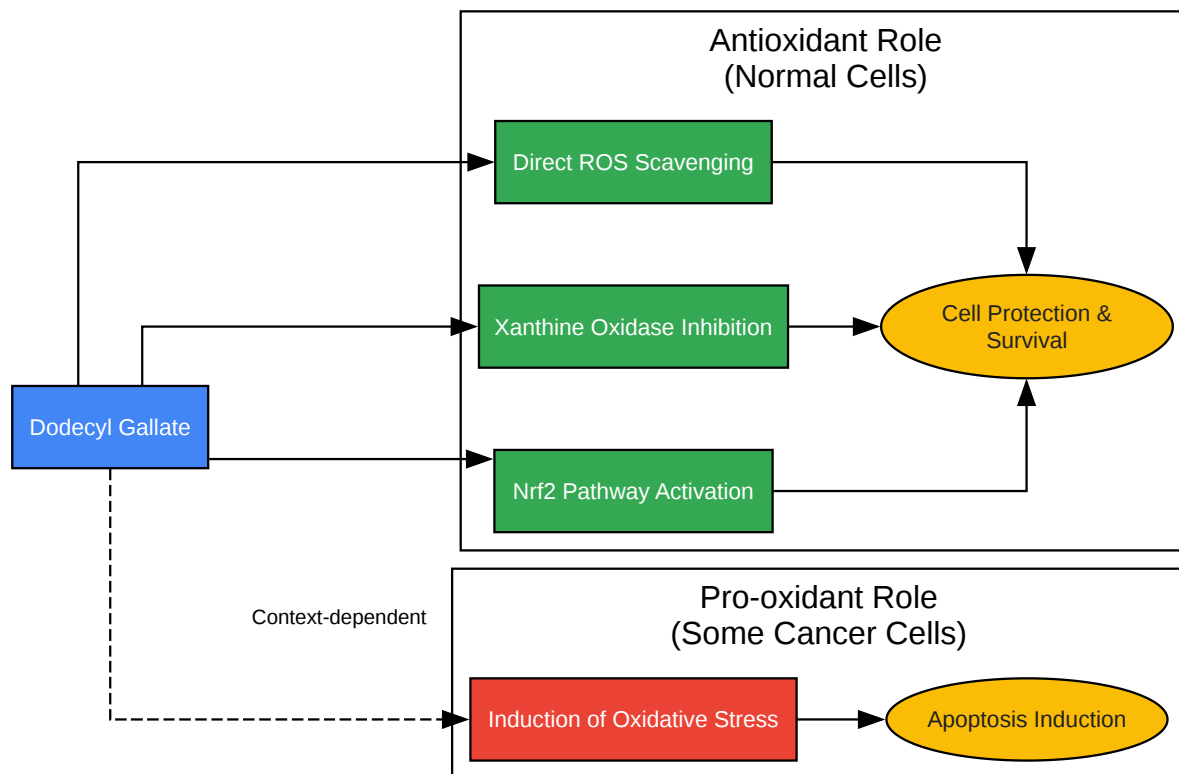 Antioxidant Role
(Normal Cells)
Direct ROS Scavenging
Xanthine Oxidase Inhibition
Cell Protection &
Survival
Dodecyl Gallate
Nrf2 Pathway Activation
Context-dependent
Pro-oxidant Role
(Some Cancer Cells)
Induction of Oxidative Stress
Apoptosis Induction